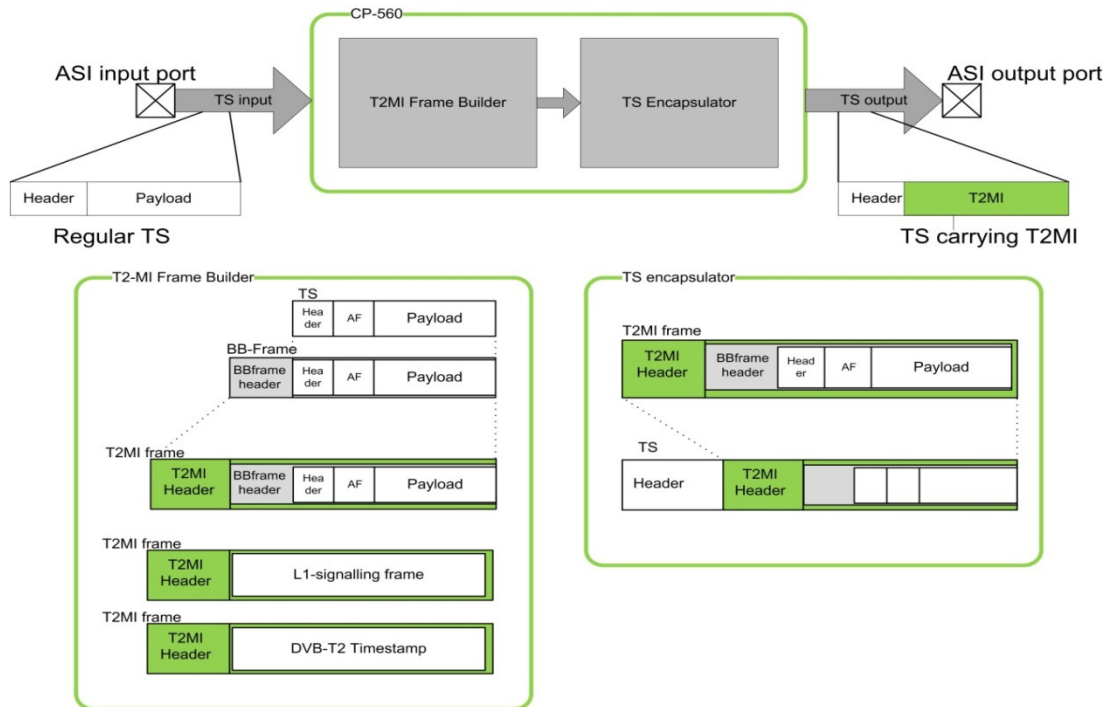 CP-560
ASI input port
ASI output port
TS input
T2MI Frame Builder
TS Encapsulator
TS output
Header
Payload
Header
T2MI
Regular TS
TS carrying T2MI
T2-MI Frame Builder
TS
Hea
der
AF
Payload
BB-Frame
BBframe
header
Hea
der
AF
Payload
T2MI frame
T2MI
Header
BBframe
header
Hea
der
AF
Payload
T2MI frame
T2MI
Header
L1-signalling frame
T2MI frame
T2MI
Header
DVB-T2 Timestamp
TS encapsulator
T2MI frame
T2MI
Header
BBframe
header
Head
er
AF
Payload
TS
Header
T2MI
Header